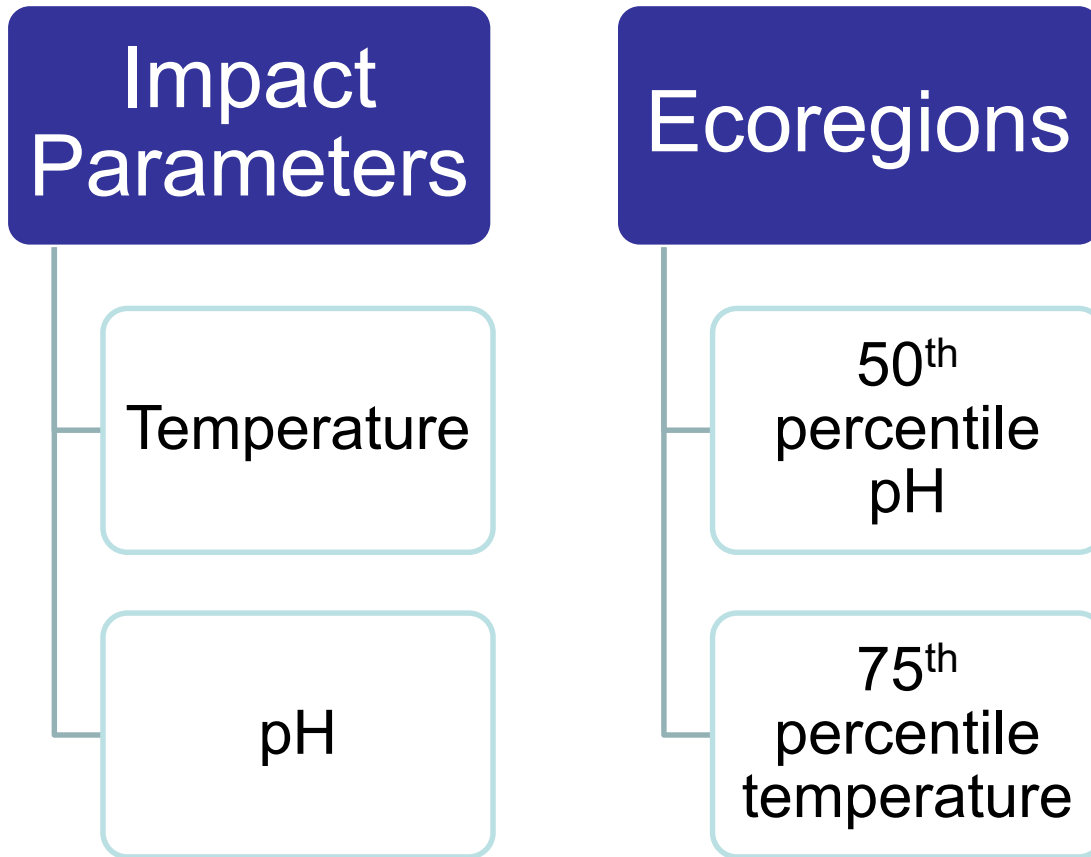 Impact
Parameters
Temperature
pH
Ecoregions
50th
percentile
pH
75th
percentile
temperature